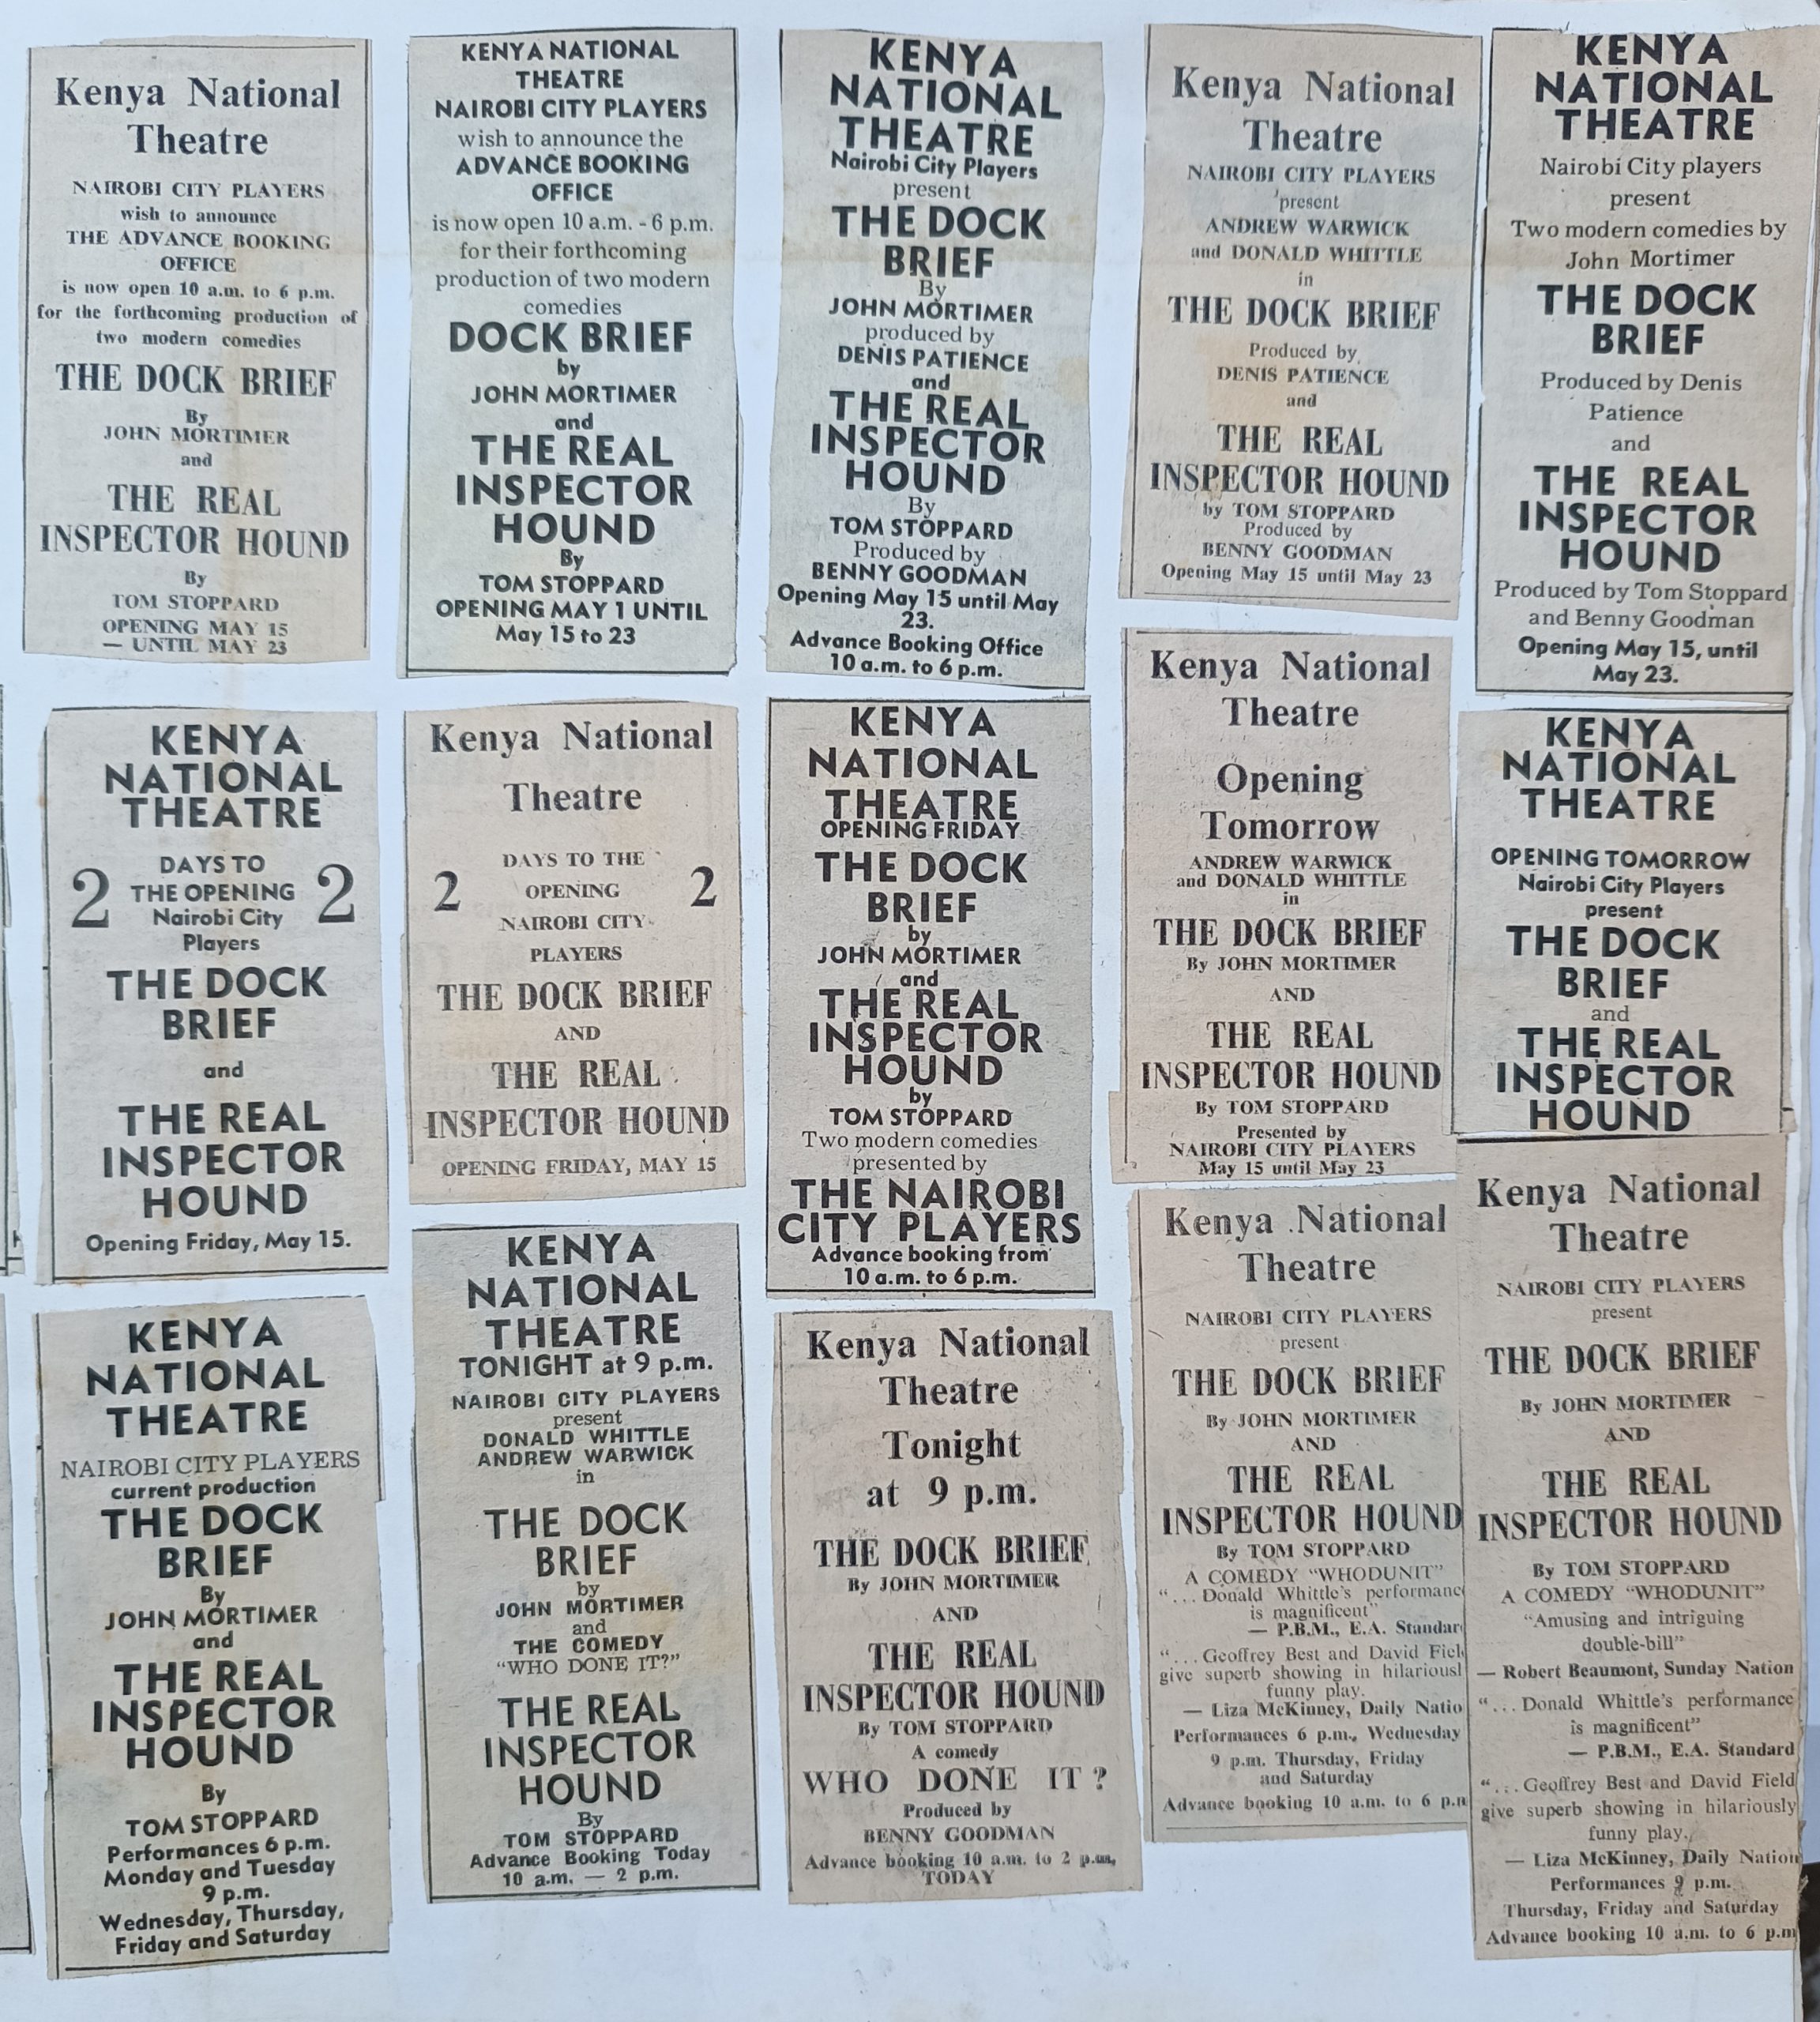 Kenya National
Theatre
NAIROBI CITY PLAYERS
wish to announce
THE ADVANCE BOOKING
OFFICE
is now open 10 a.m. to 6 p.m.
for the forthcoming production of
two modern comedies
THE DOCK BRIEF
By
JOHN MORTIMER
and
THE REAL
INSPECTOR HOUND
By
TOM STOPPARD
OPENING MAY 15
— UNTIL MAY 23
KENYA NATIONAL
THEATRE
NAIROBI CITY PLAYERS
wish to announce the
ADVANCE BOOKING
OFFICE
is now open 10 a.m. - 6 p.m.
for their forthcoming
production of two modern
comedies
DOCK BRIEF
by
JOHN MORTIMER
and
THE REAL
INSPECTOR
HOUND
By
TOM STOPPARD
OPENING MAY 1 UNTIL
May 15 to 23
KENYA
NATIONAL
THEATRE
Nairobi City Players
present
THE DOCK
BRIEF
By
JOHN MORTIMER
produced by
DENIS PATIENCE
and
THE REAL
INSPECTOR
HOUND
By
TOM STOPPARD
Produced by
BENNY GOODMAN
Opening May 15 until May
23.
Advance Booking Office
10 a.m. to 6 p.m.
Kenya National
Theatre
NAIROBI CITY PLAYERS
present
ANDREW WARWICK
and DONALD WHITTLE
in
THE DOCK BRIEF
Produced by
DENIS PATIENCE
and
THE REAL
INSPECTOR HOUND
by TOM STOPPARD
Produced by
BENNY GOODMAN
Opening May 15 until May 23
KENYA
NATIONAL
THEATRE
Nairobi City players
present
Two modern comedies by
John Mortimer
THE DOCK
BRIEF
Produced by Denis
Patience
and
THE REAL
INSPECTOR
HOUND
Produced by Tom Stoppard
and Benny Goodman
Opening May 15, until
May 23.
KENYA
NATIONAL
THEATRE
2 DAYS TO 2
THE OPENING
Nairobi City
Players
THE DOCK
BRIEF
and
THE REAL
INSPECTOR
HOUND
Opening Friday, May 15.
Kenya National
Theatre
DAYS TO THE
2 OPENING 2
NAIROBI CITY
PLAYERS
THE DOCK BRIEF
AND
THE REAL
INSPECTOR HOUND
OPENING FRIDAY, MAY 15
KENYA
NATIONAL
THEATRE
OPENING FRIDAY
THE DOCK
BRIEF
by
JOHN MORTIMER
and
THE REAL
INSPECTOR
HOUND
by
TOM STOPPARD
Two modern comedies
presented by
THE NAIROBI
CITY PLAYERS
Advance booking from
10 a.m. to 6 p.m.
Kenya National
Theatre
Opening
Tomorrow
ANDREW WARWICK
and DONALD WHITTLE
in
THE DOCK BRIEF
By JOHN MORTIMER
AND
THE REAL
INSPECTOR HOUND
By TOM STOPPARD
Presented by
NAIROBI CITY PLAYERS
May 15 until May 23
KENYA
NATIONAL
THEATRE
OPENING TOMORROW
Nairobi City Players
present
THE DOCK
BRIEF
and
THE REAL
INSPECTOR
HOUND
KENYA
NATIONAL
THEATRE
NAIROBI CITY PLAYERS
current production
THE DOCK
BRIEF
By
JOHN MORTIMER
and
THE REAL
INSPECTOR
HOUND
By
TOM STOPPARD
Performances 6 p.m.
Monday and Tuesday
9 p.m.
Wednesday, Thursday,
Friday and Saturday
KENYA
NATIONAL
THEATRE
TONIGHT at 9 p.m.
NAIROBI CITY PLAYERS
present
DONALD WHITTLE
ANDREW WARWICK
in
THE DOCK
BRIEF
by
JOHN MORTIMER
and
THE COMEDY
"WHO DONE IT?"
THE REAL
INSPECTOR
HOUND
By
TOM STOPPARD
Advance Booking Today
10 a.m. — 2 p.m.
Kenya National
Theatre
Tonight
at 9 p.m.
THE DOCK BRIEF
By JOHN MORTIMER
AND
THE REAL
INSPECTOR HOUND
By TOM STOPPARD
A comedy
WHO DONE IT?
Produced by
BENNY GOODMAN
Advance booking 10 a.m. to 2 p.m.
TODAY
Kenya National
Theatre
NAIROBI CITY PLAYERS
present
THE DOCK BRIEF
By JOHN MORTIMER
AND
THE REAL
INSPECTOR HOUND
By TOM STOPPARD
A COMEDY "WHODUNIT"
"... Donald Whittle's performanc
is magnificent"
— P.B.M., E.A. Standar
"... Geoffrey Best and David Fiel
give superb showing in hilariousl
funny play.
— Liza McKinney, Daily Natio
Performances 6 p.m., Wednesday
9 p.m. Thursday, Friday
and Saturday
Advance booking 10 a.m. to 6 p.m
Kenya National
Theatre
NAIROBI CITY PLAYERS
present
THE DOCK BRIEF
By JOHN MORTIMER
AND
THE REAL
INSPECTOR HOUND
By TOM STOPPARD
A COMEDY "WHODUNIT"
"Amusing and intriguing
double-bill"
— Robert Beaumont, Sunday Nation
"... Donald Whittle's performance
is magnificent"
— P.B.M., E.A. Standard
"... Geoffrey Best and David Field
give superb showing in hilariously
funny play.
— Liza McKinney, Daily Nation
Performances 9 p.m.
Thursday, Friday and Saturday
Advance booking 10 a.m. to 6 p.m